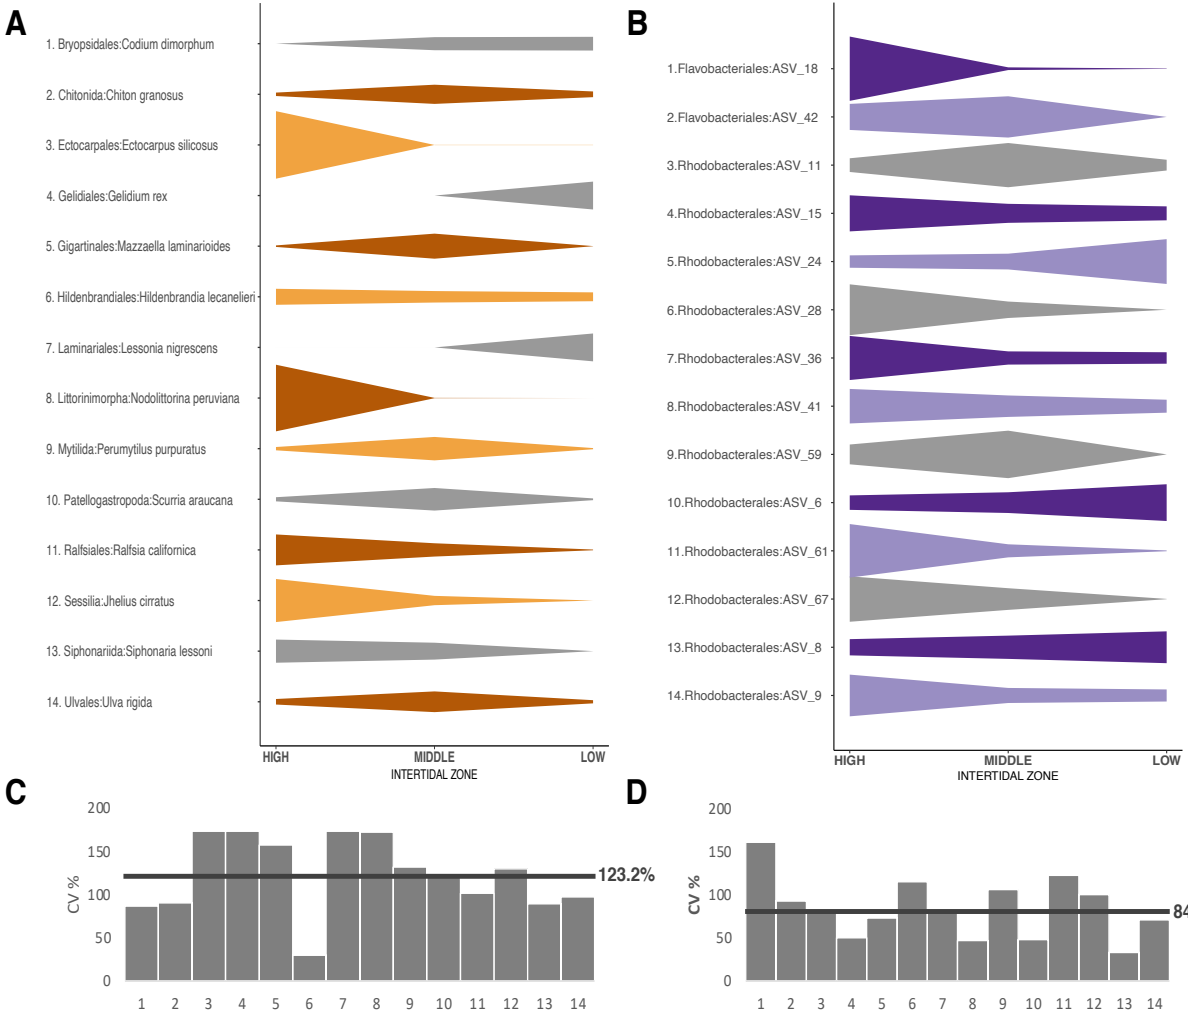 A
1. Bryopsidales:Codium dimorphum
2. Chitonida:Chiton granosus
3. Ectocarpales:Ectocarpus silicosus
4. Gelidiales:Gelidium rex
5. Gigartinales:Mazzaella laminarioides
6. Hildenbrandiales:Hildenbrandia lecanelieri
7. Laminariales:Lessonia nigrescens
8. Littorinimorpha:Nodolittorina peruviana
9. Mytilida:Perumytilus purpuratus
10. Patellogastropoda:Scurria araucana
11. Ralfsiales:Ralfsia californica
12. Sessilia:Jhelius cirratus
13. Siphonariida:Siphonaria lessoni
14. Ulvales:Ulva rigida
HIGH MIDDLE LOW
INTERTIDAL ZONE
B
1.Flavobacteriales:ASV_18
2.Flavobacteriales:ASV_42
3.Rhodobacterales:ASV_11
4.Rhodobacterales:ASV_15
5.Rhodobacterales:ASV_24
6.Rhodobacterales:ASV_28
7.Rhodobacterales:ASV_36
8.Rhodobacterales:ASV_41
9.Rhodobacterales:ASV_59
10.Rhodobacterales:ASV_6
11.Rhodobacterales:ASV_61
12.Rhodobacterales:ASV_67
13.Rhodobacterales:ASV_8
14.Rhodobacterales:ASV_9
HIGH MIDDLE LOW
INTERTIDAL ZONE
C
CV %
200
150
100
50
0
123.2%
1 2 3 4 5 6 7 8 9 10 11 12 13 14
D
CV %
200
150
100
50
0
84
1 2 3 4 5 6 7 8 9 10 11 12 13 14